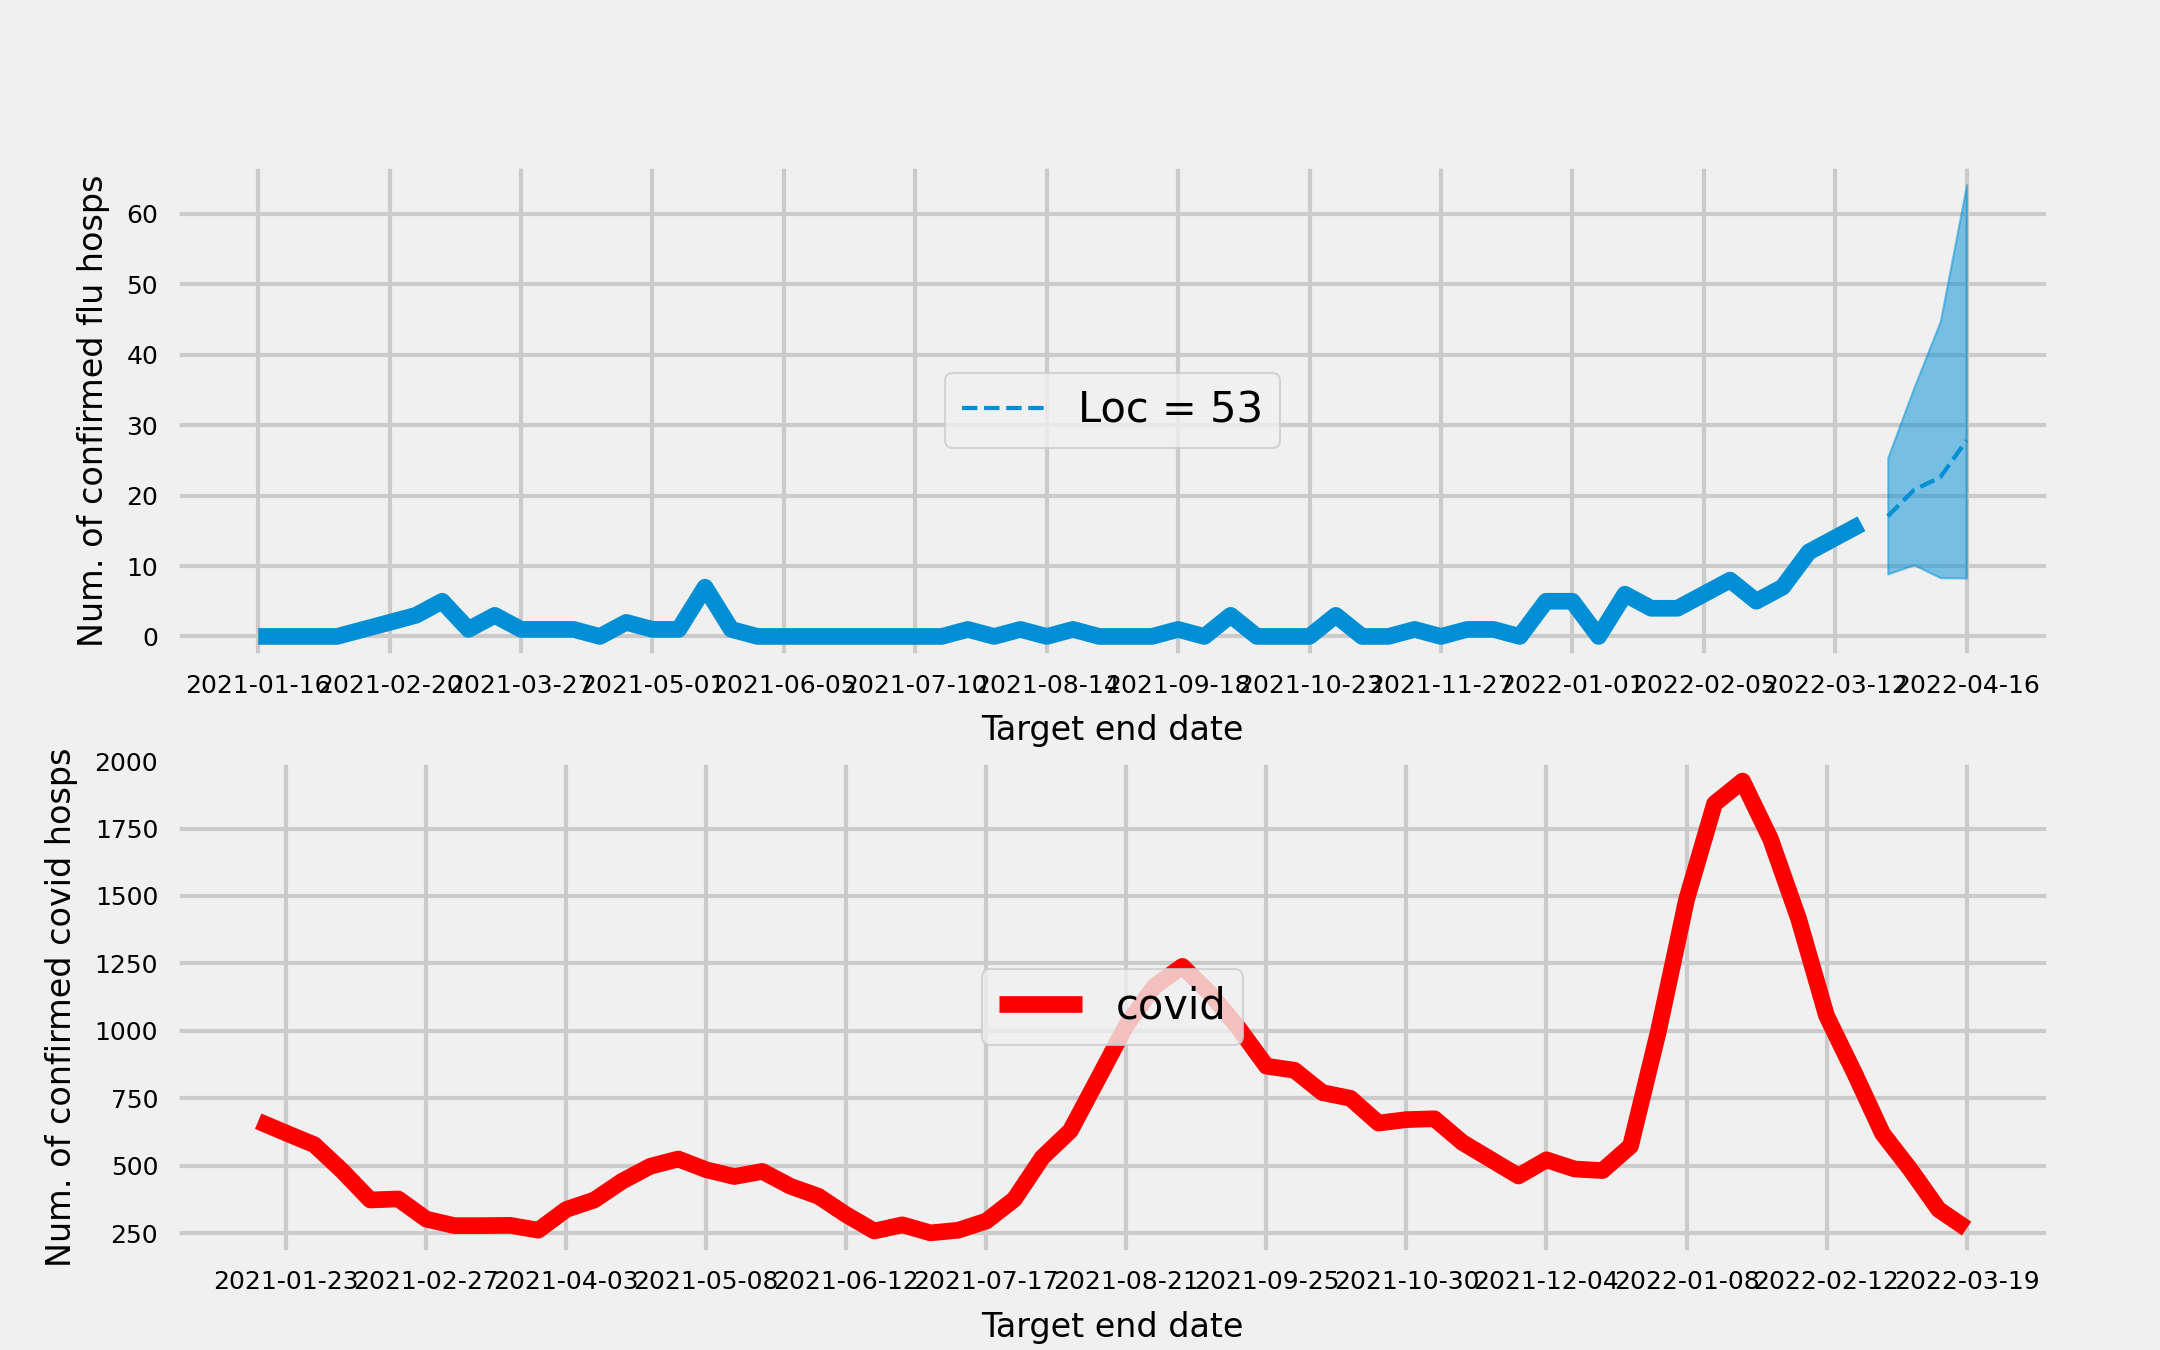 Num. of confirmed flu hosps
60
50
40
30
20
10
0
Loc = 53
2021-01-16 2021-02-20 2021-03-27 2021-05-01 2021-06-05 2021-07-10 2021-08-14 2021-09-18 2021-10-23 2021-11-27 2022-01-01 2022-02-05 2022-03-12 2022-04-16
Target end date
Num. of confirmed covid hosps
2000
1750
1500
1250
1000
750
500
250
covid
2021-01-23 2021-02-27 2021-04-03 2021-05-08 2021-06-12 2021-07-17 2021-08-21 2021-09-25 2021-10-30 2021-12-04 2022-01-08 2022-02-12 2022-03-19
Target end date